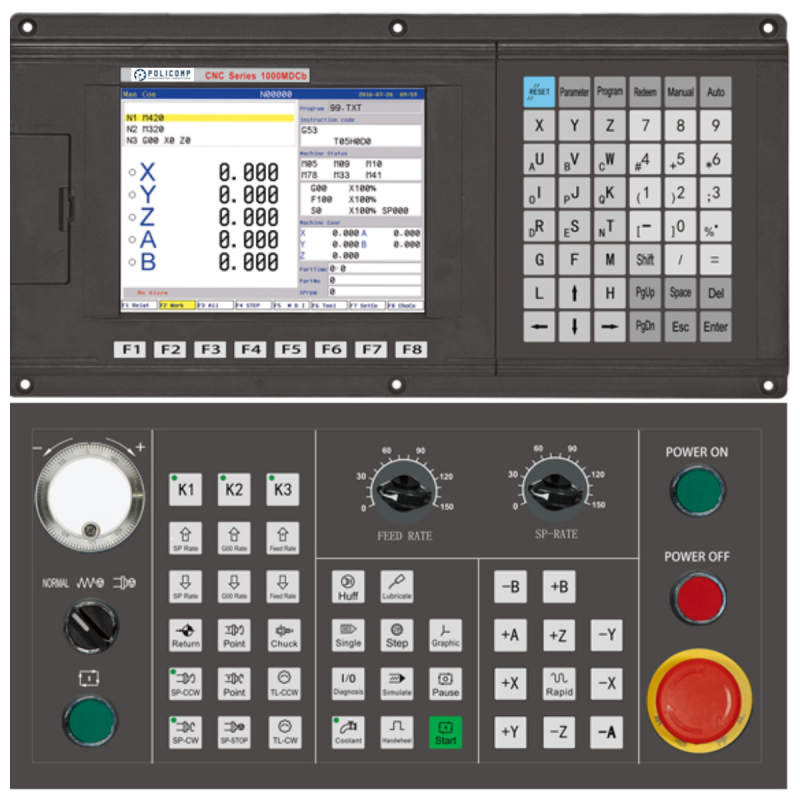 POLICOMP CNC Series 1000MDCb
Man Con N00000 2016-07-26 09:59
N1 M420
N2 M320
N3 G00 X0 Z0
X 0.000
Y 0.000
Z 0.000
A 0.000
B 0.000
No Alarm
Program 99.TXT
Instruction code
G53
T05H0D0
Machine Status
M05 M09 M10
M78 M33 M41
G00 X100%
F100 X100%
S0 X100% SP000
Machine Coor
X 0.000 A 0.000
Y 0.000 B 0.000
Z 0.000
PartTime 0: 0
PartNo 0
0
F1 Relat F2 Work F3 All F4 STEP F5 M D I F6 Tool F7 SetCo
F1 F2 F3 F4 F5 F6 F7 F8
// RESET // Parameter Program Redeem Manual Auto
X Y Z 7 8 9
AU BV CW #4 +5 *6
OI PJ QK (1 )2 ;3
DR ES NT [- ]0 %•
G F M Shift / =
L H PgUp Space Del
PgDn Esc Enter
− +
NORMAL
K1 K2 K3
SP Rate G00 Rate Feed Rate
SP Rate G00 Rate Feed Rate
Return Point Chuck
SP-CCW Point TL-CCW
SP-CW SP-STOP TL-CW
0 30 60 90 120 150
FEED RATE
0 30 60 90 120 150
SP-RATE
Huff Lubricate
Single Step Graphic
I/O
Diagnosis Simulate Pause
Coolant Handwheel Start
−B +B
+A +Z −Y
+X Rapid −X
+Y −Z −A
POWER ON
POWER OFF